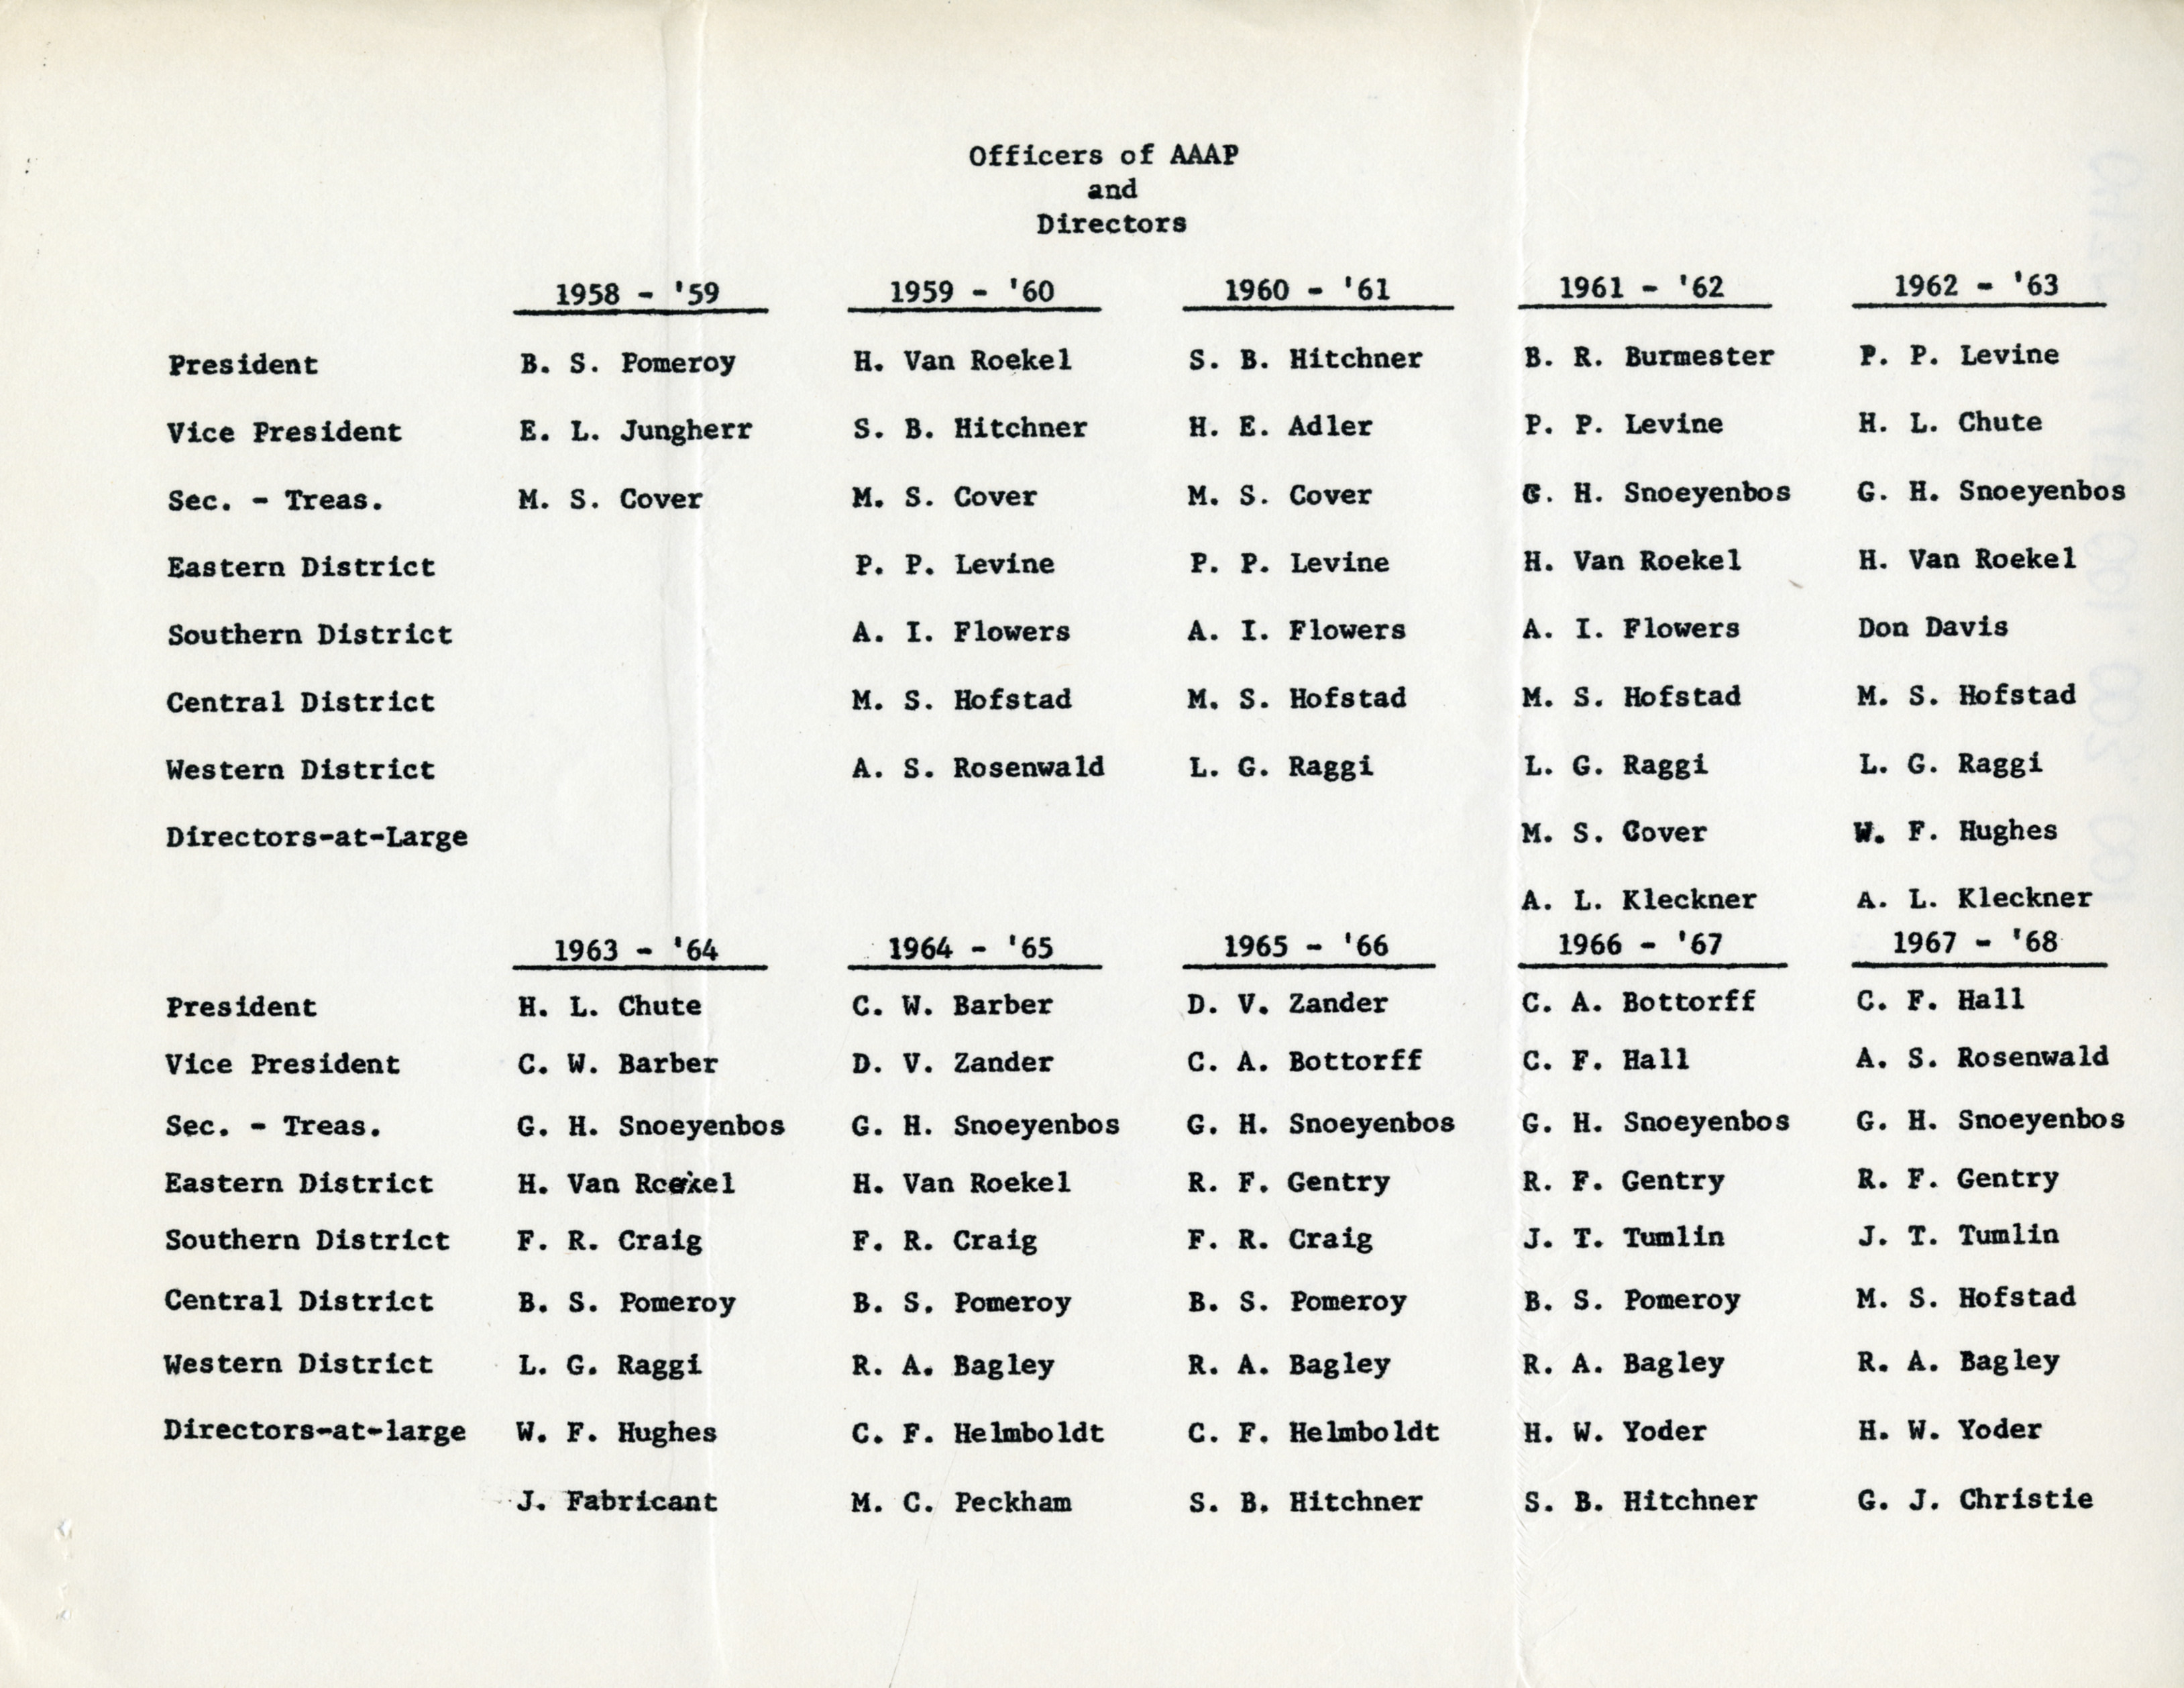 Officers of AAAP
and
Directors
1958 - '59 1959 - '60 1960 - '61 1961 - '62 1962 - '63
President B. S. Pomeroy H. Van Roekel S. B. Hitchner B. R. Burmester P. P. Levine
Vice President E. L. Jungherr S. B. Hitchner H. E. Adler P. P. Levine H. L. Chute
Sec. - Treas. M. S. Cover M. S. Cover M. S. Cover G. H. Snoeyenbos G. H. Snoeyenbos
Eastern District P. P. Levine P. P. Levine H. Van Roekel H. Van Roekel
Southern District A. I. Flowers A. I. Flowers A. I. Flowers Don Davis
Central District M. S. Hofstad M. S. Hofstad M. S. Hofstad M. S. Hofstad
Western District A. S. Rosenwald L. G. Raggi L. G. Raggi L. G. Raggi
Directors-at-Large M. S. Cover W. F. Hughes
A. L. Kleckner A. L. Kleckner
1963 - '64 1964 - '65 1965 - '66 1966 - '67 1967 - '68
President H. L. Chute C. W. Barber D. V. Zander C. A. Bottorff C. F. Hall
Vice President C. W. Barber D. V. Zander C. A. Bottorff C. F. Hall A. S. Rosenwald
Sec. - Treas. G. H. Snoeyenbos G. H. Snoeyenbos G. H. Snoeyenbos G. H. Snoeyenbos G. H. Snoeyenbos
Eastern District H. Van Roekel H. Van Roekel R. F. Gentry R. F. Gentry R. F. Gentry
Southern District F. R. Craig F. R. Craig F. R. Craig J. T. Tumlin J. T. Tumlin
Central District B. S. Pomeroy B. S. Pomeroy B. S. Pomeroy B. S. Pomeroy M. S. Hofstad
Western District L. G. Raggi R. A. Bagley R. A. Bagley R. A. Bagley R. A. Bagley
Directors-at-large W. F. Hughes C. F. Helmboldt C. F. Helmboldt H. W. Yoder H. W. Yoder
J. Fabricant M. C. Peckham S. B. Hitchner S. B. Hitchner G. J. Christie